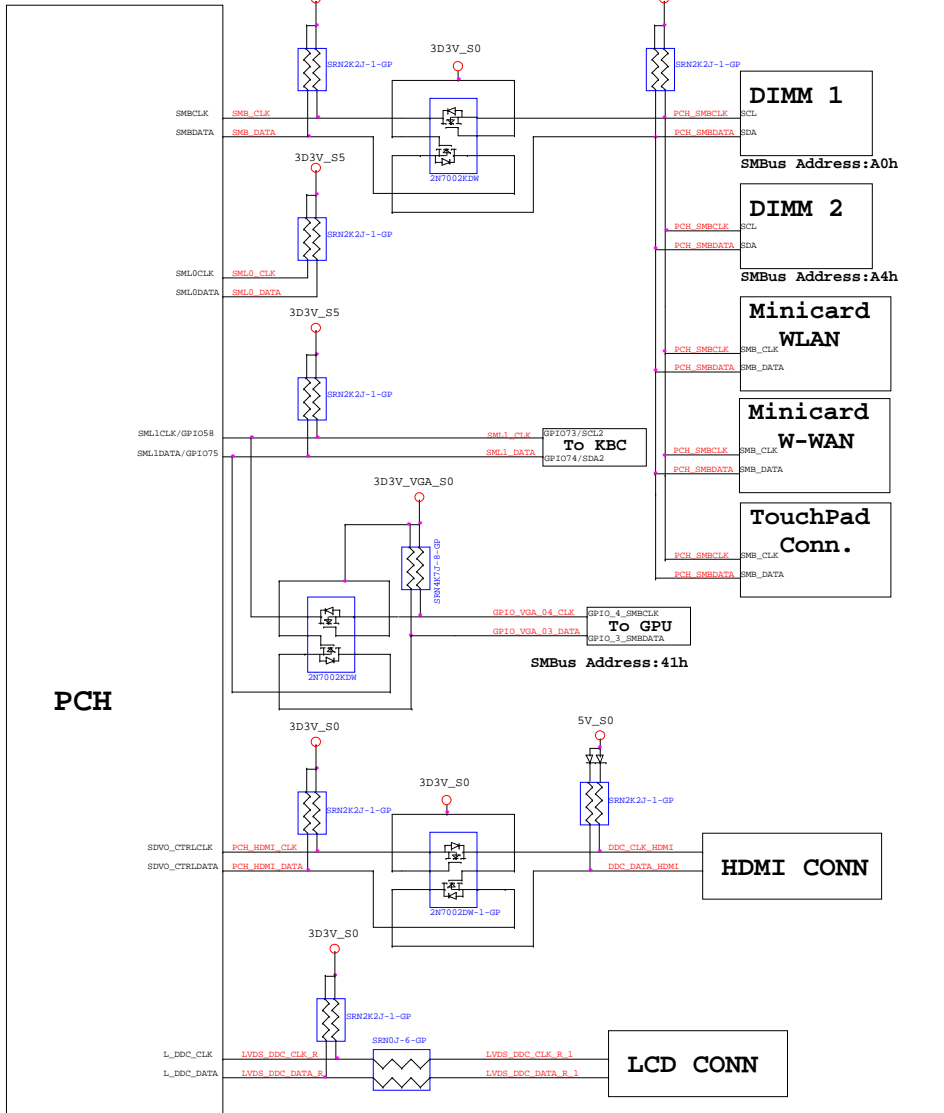 3D3V_S0
SRN2K2J-1-GP
SRN2K2J-1-GP
DIMM 1
SMBCLK
SMB_CLK
PCH_SMBCLK
SCL
SMBDATA
SMB_DATA
PCH_SMBDATA
SDA
2N7002KDW
SMBus Address:A0h
3D3V_S5
DIMM 2
SRN2K2J-1-GP
PCH_SMBCLK
SCL
PCH_SMBDATA
SDA
SML0CLK
SML0_CLK
SMBus Address:A4h
SML0DATA
SML0_DATA
3D3V_S5
Minicard
WLAN
PCH_SMBCLK
SMB_CLK
PCH_SMBDATA
SMB_DATA
SRN2K2J-1-GP
Minicard
W-WAN
SML1CLK/GPIO58
SML1_CLK
GPIO73/SCL2
To KBC
SML1DATA/GPIO75
SML1_DATA
GPIO74/SDA2
PCH_SMBCLK
SMB_CLK
PCH_SMBDATA
SMB_DATA
3D3V_VGA_S0
TouchPad
Conn.
SRN4K7J-8-GP
PCH_SMBCLK
SMB_CLK
PCH_SMBDATA
SMB_DATA
GPIO_VGA_04_CLK
GPIO_4_SMBCLK
To GPU
GPIO_VGA_03_DATA
GPIO_3_SMBDATA
2N7002KDW
SMBus Address:41h
PCH
3D3V_S0
5V_S0
3D3V_S0
SRN2K2J-1-GP
SRN2K2J-1-GP
SDVO_CTRLCLK
PCH_HDMI_CLK
DDC_CLK_HDMI
SDVO_CTRLDATA
PCH_HDMI_DATA
DDC_DATA_HDMI
HDMI CONN
2N7002DW-1-GP
3D3V_S0
SRN2K2J-1-GP
SRN0J-6-GP
L_DDC_CLK
LVDS_DDC_CLK_R
LVDS_DDC_CLK_R_1
L_DDC_DATA
LVDS_DDC_DATA_R
LVDS_DDC_DATA_R_1
LCD CONN